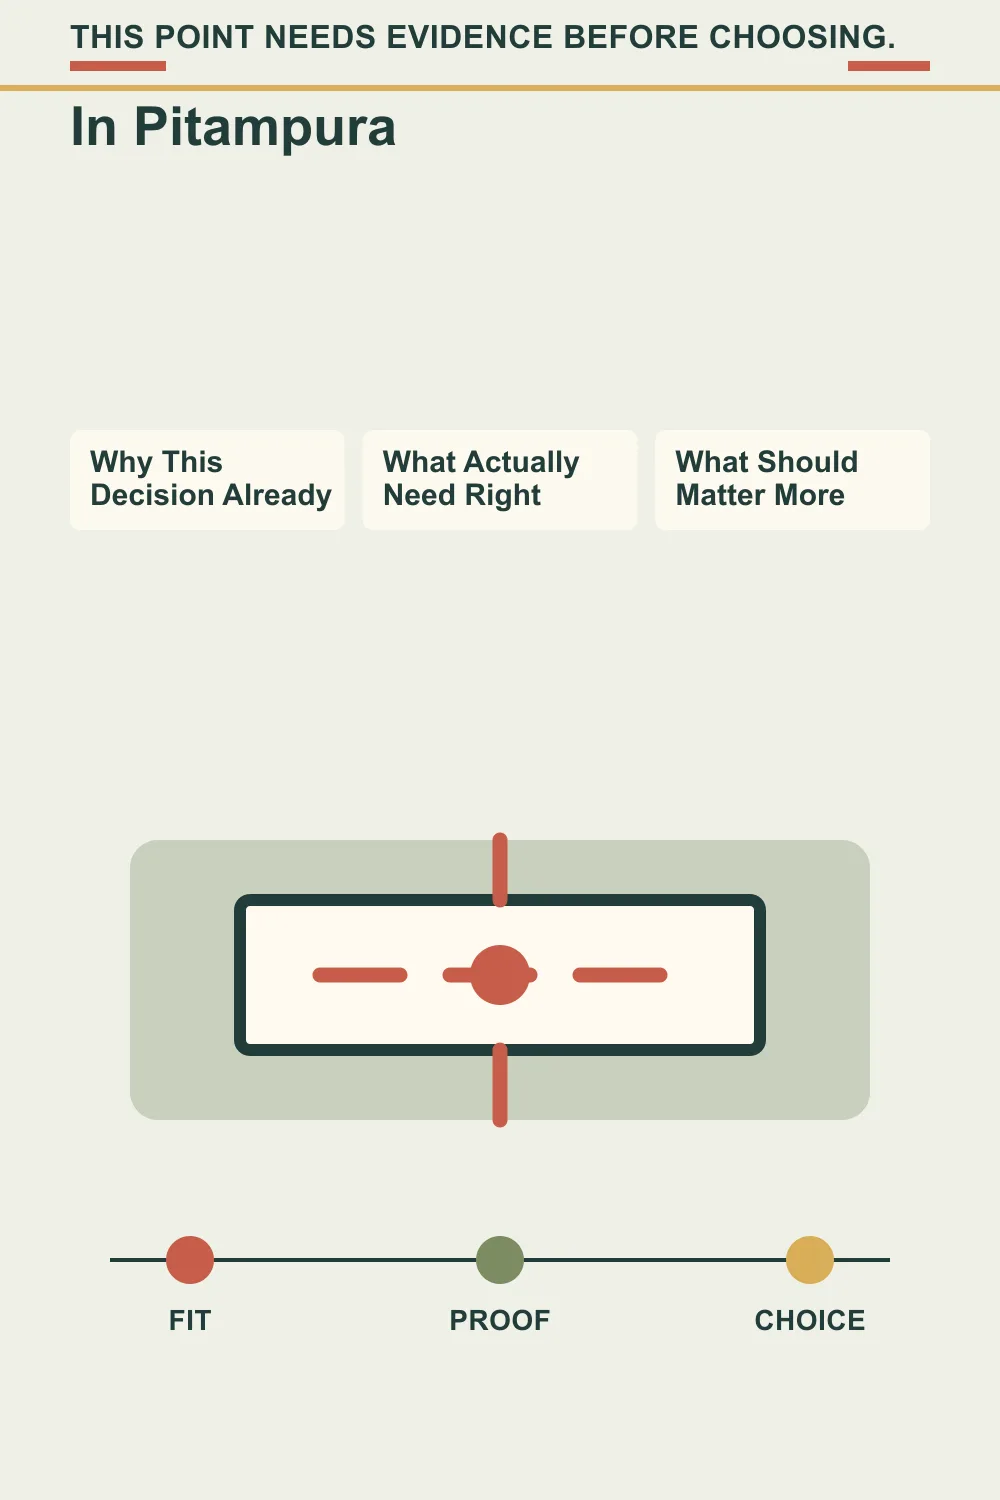 THIS POINT NEEDS EVIDENCE BEFORE CHOOSING.
In Pitampura
Why This
Decision Already
What Actually
Need Right
What Should
Matter More
FIT
PROOF
CHOICE